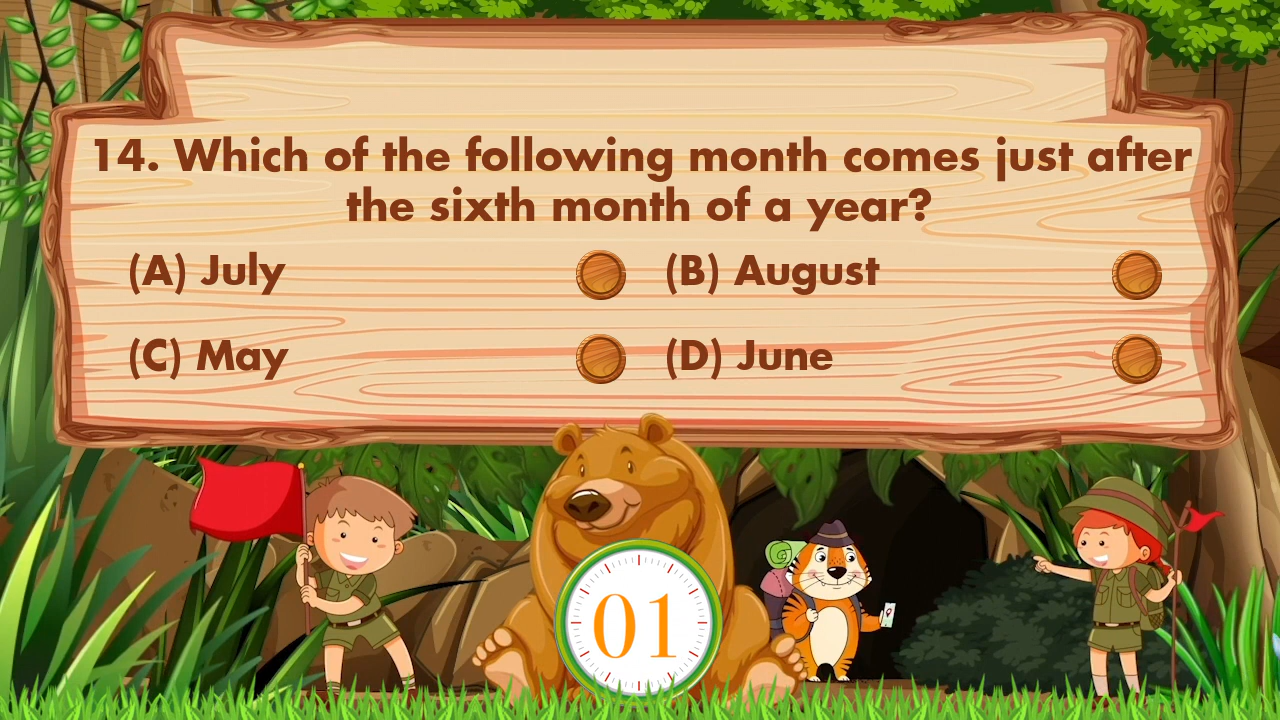 14. Which of the following month comes just after
the sixth month of a year?
(A) July (B) August
(C) May (D) June
01